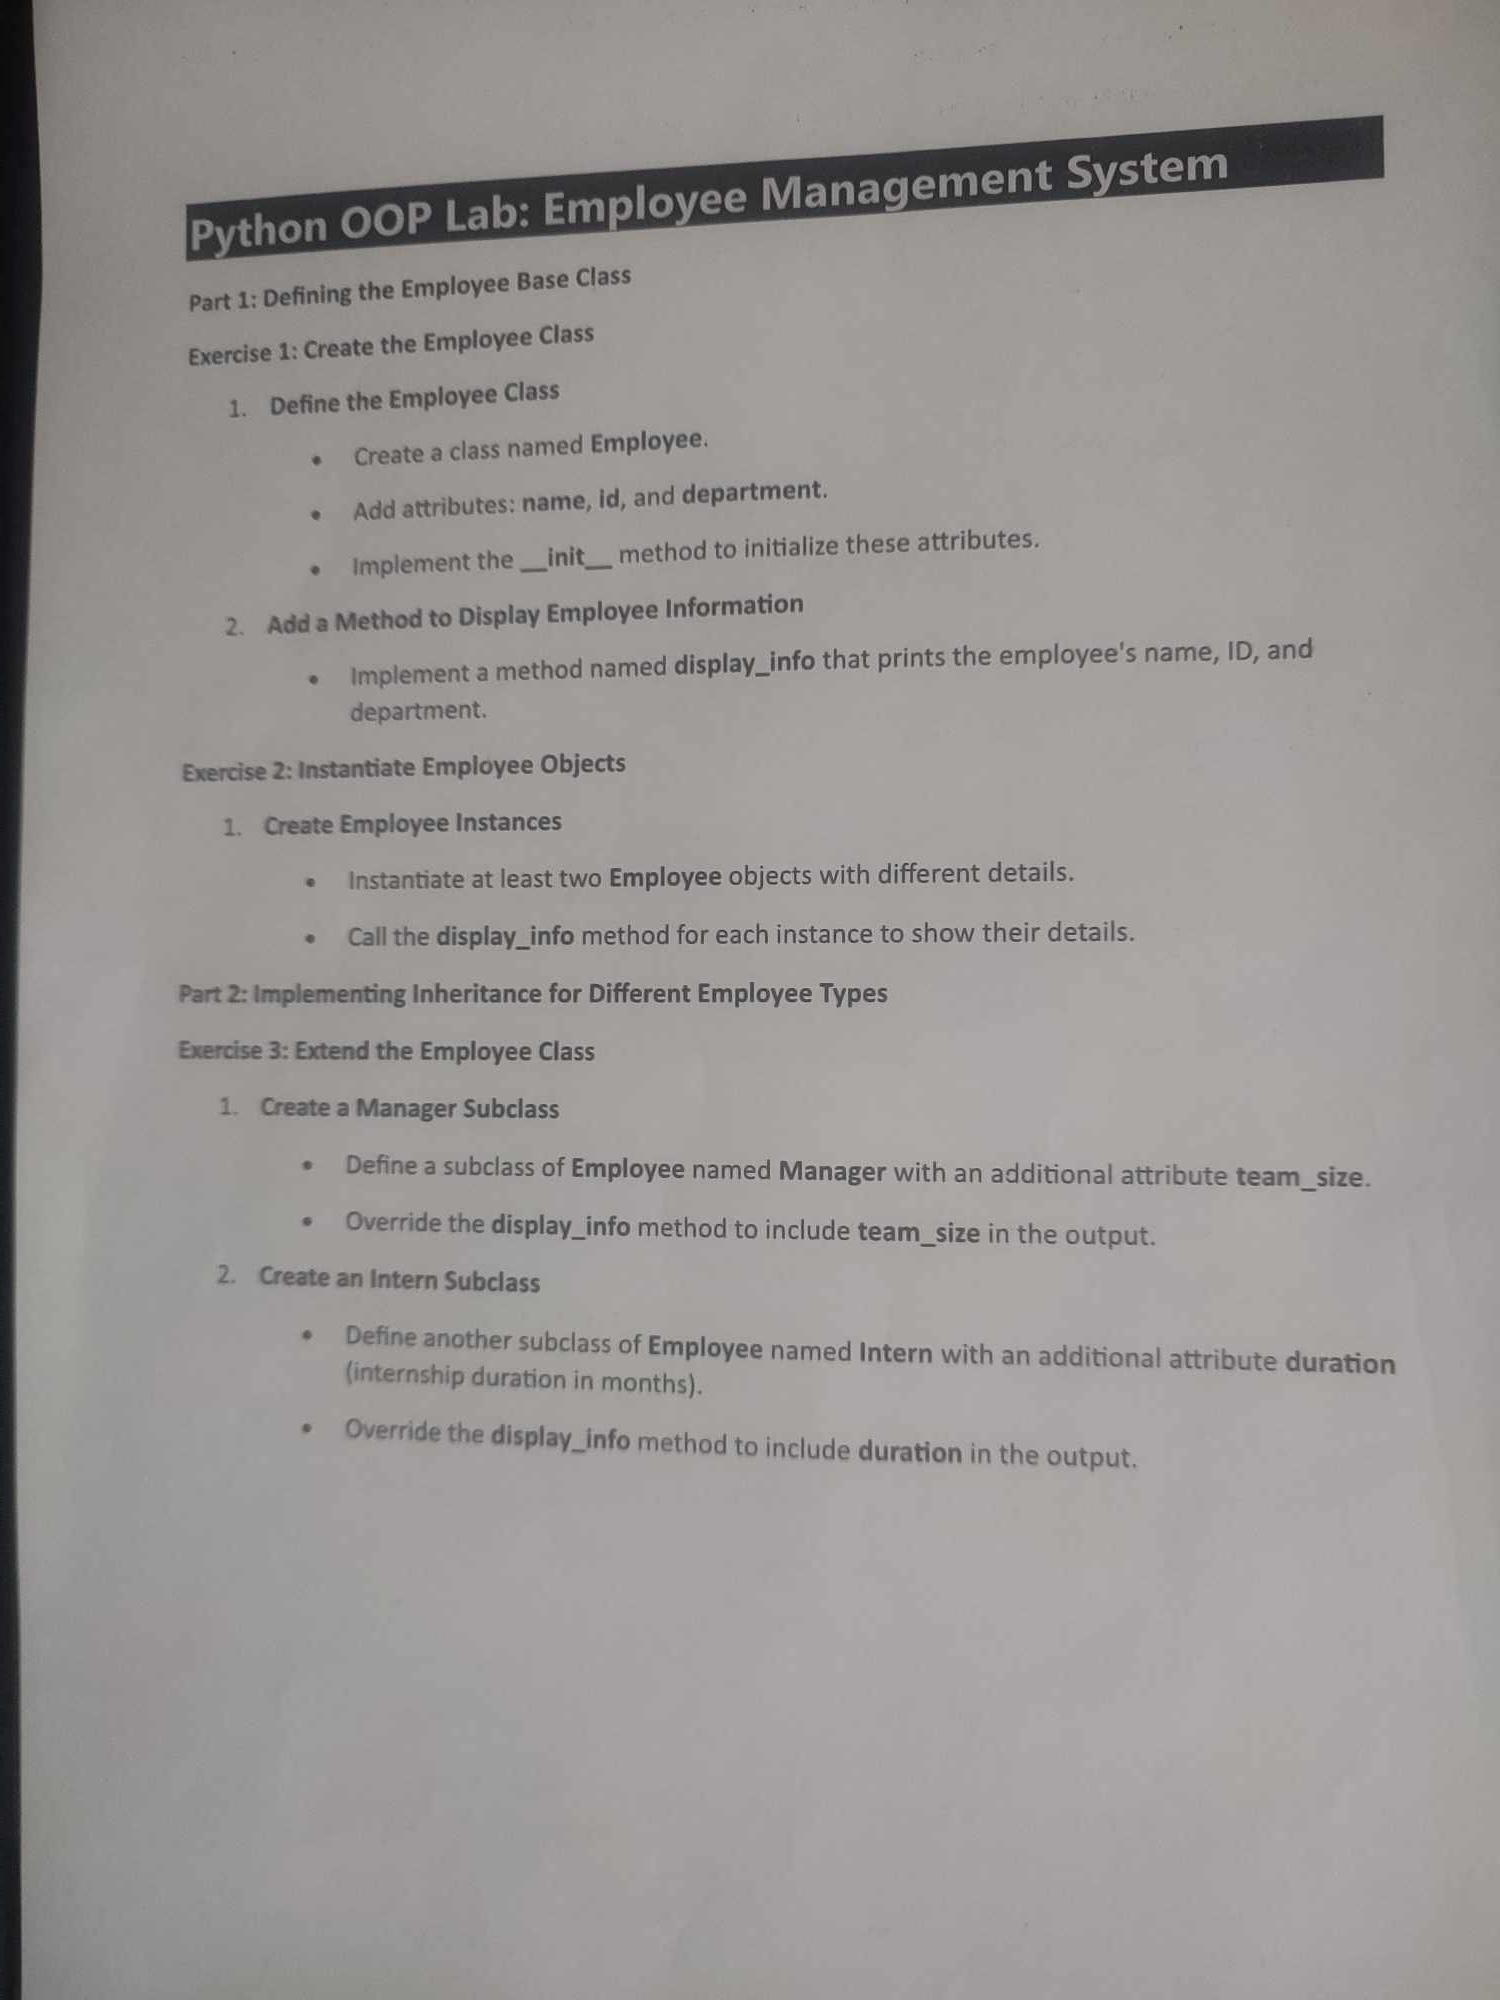 Python OOP Lab: Employee Management System
Part 1: Defining the Employee Base Class
Exercise 1: Create the Employee Class
1. Define the Employee Class
• Create a class named Employee.
• Add attributes: name, id, and department.
• Implement the __init__ method to initialize these attributes.
2. Add a Method to Display Employee Information
• Implement a method named display_info that prints the employee's name, ID, and
department.
Exercise 2: Instantiate Employee Objects
1. Create Employee Instances
• Instantiate at least two Employee objects with different details.
• Call the display_info method for each instance to show their details.
Part 2: Implementing Inheritance for Different Employee Types
Exercise 3: Extend the Employee Class
1. Create a Manager Subclass
• Define a subclass of Employee named Manager with an additional attribute team_size.
• Override the display_info method to include team_size in the output.
2. Create an Intern Subclass
• Define another subclass of Employee named Intern with an additional attribute duration
(internship duration in months).
• Override the display_info method to include duration in the output.